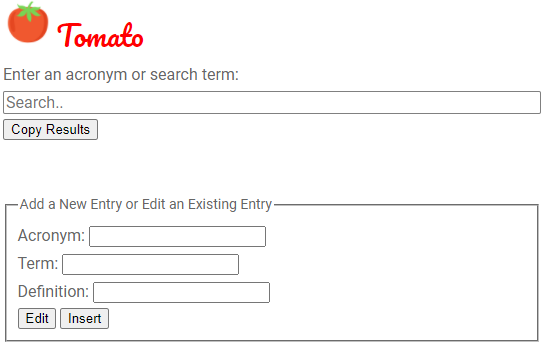 Tomato
Enter an acronym or search term:
Search..
Copy Results
Add a New Entry or Edit an Existing Entry
Acronym:
Term:
Definition:
Edit Insert